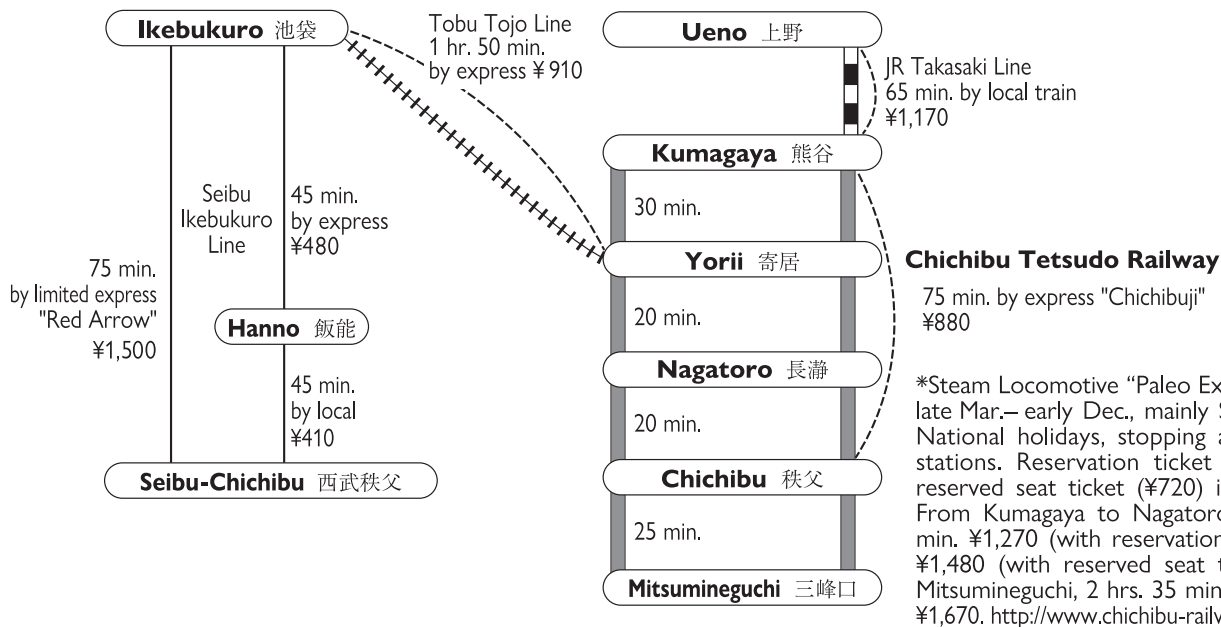 Ikebukuro 池袋
Tobu Tojo Line
1 hr. 50 min.
by express ¥910
Seibu
Ikebukuro
Line
45 min.
by express
¥480
75 min.
by limited express
"Red Arrow"
¥1,500
Hanno 飯能
45 min.
by local
¥410
Seibu-Chichibu 西武秩父
Ueno 上野
JR Takasaki Line
65 min. by local train
¥1,170
Kumagaya 熊谷
30 min.
Yorii 寄居
Chichibu Tetsudo Railway
75 min. by express "Chichibuji"
¥880
20 min.
Nagatoro 長瀞
20 min.
Chichibu 秩父
25 min.
Mitsumineguchi 三峰口
*Steam Locomotive “Paleo Ex
late Mar.– early Dec., mainly S
National holidays, stopping a
stations. Reservation ticket
reserved seat ticket (¥720) i
From Kumagaya to Nagatoro
min. ¥1,270 (with reservation
¥1,480 (with reserved seat t
Mitsumineguchi, 2 hrs. 35 min
¥1,670. http://www.chichibu-railw